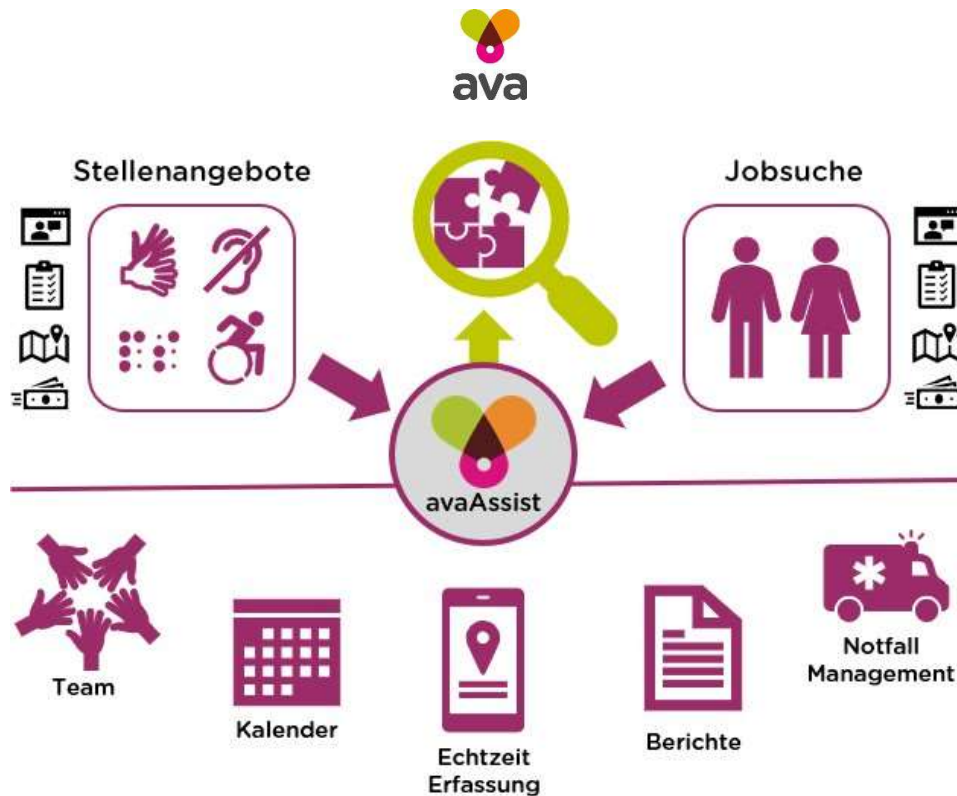 ava
Stellenangebote
Jobsuche
avaAssist
Team
Kalender
Echtzeit
Erfassung
Berichte
Notfall
Management